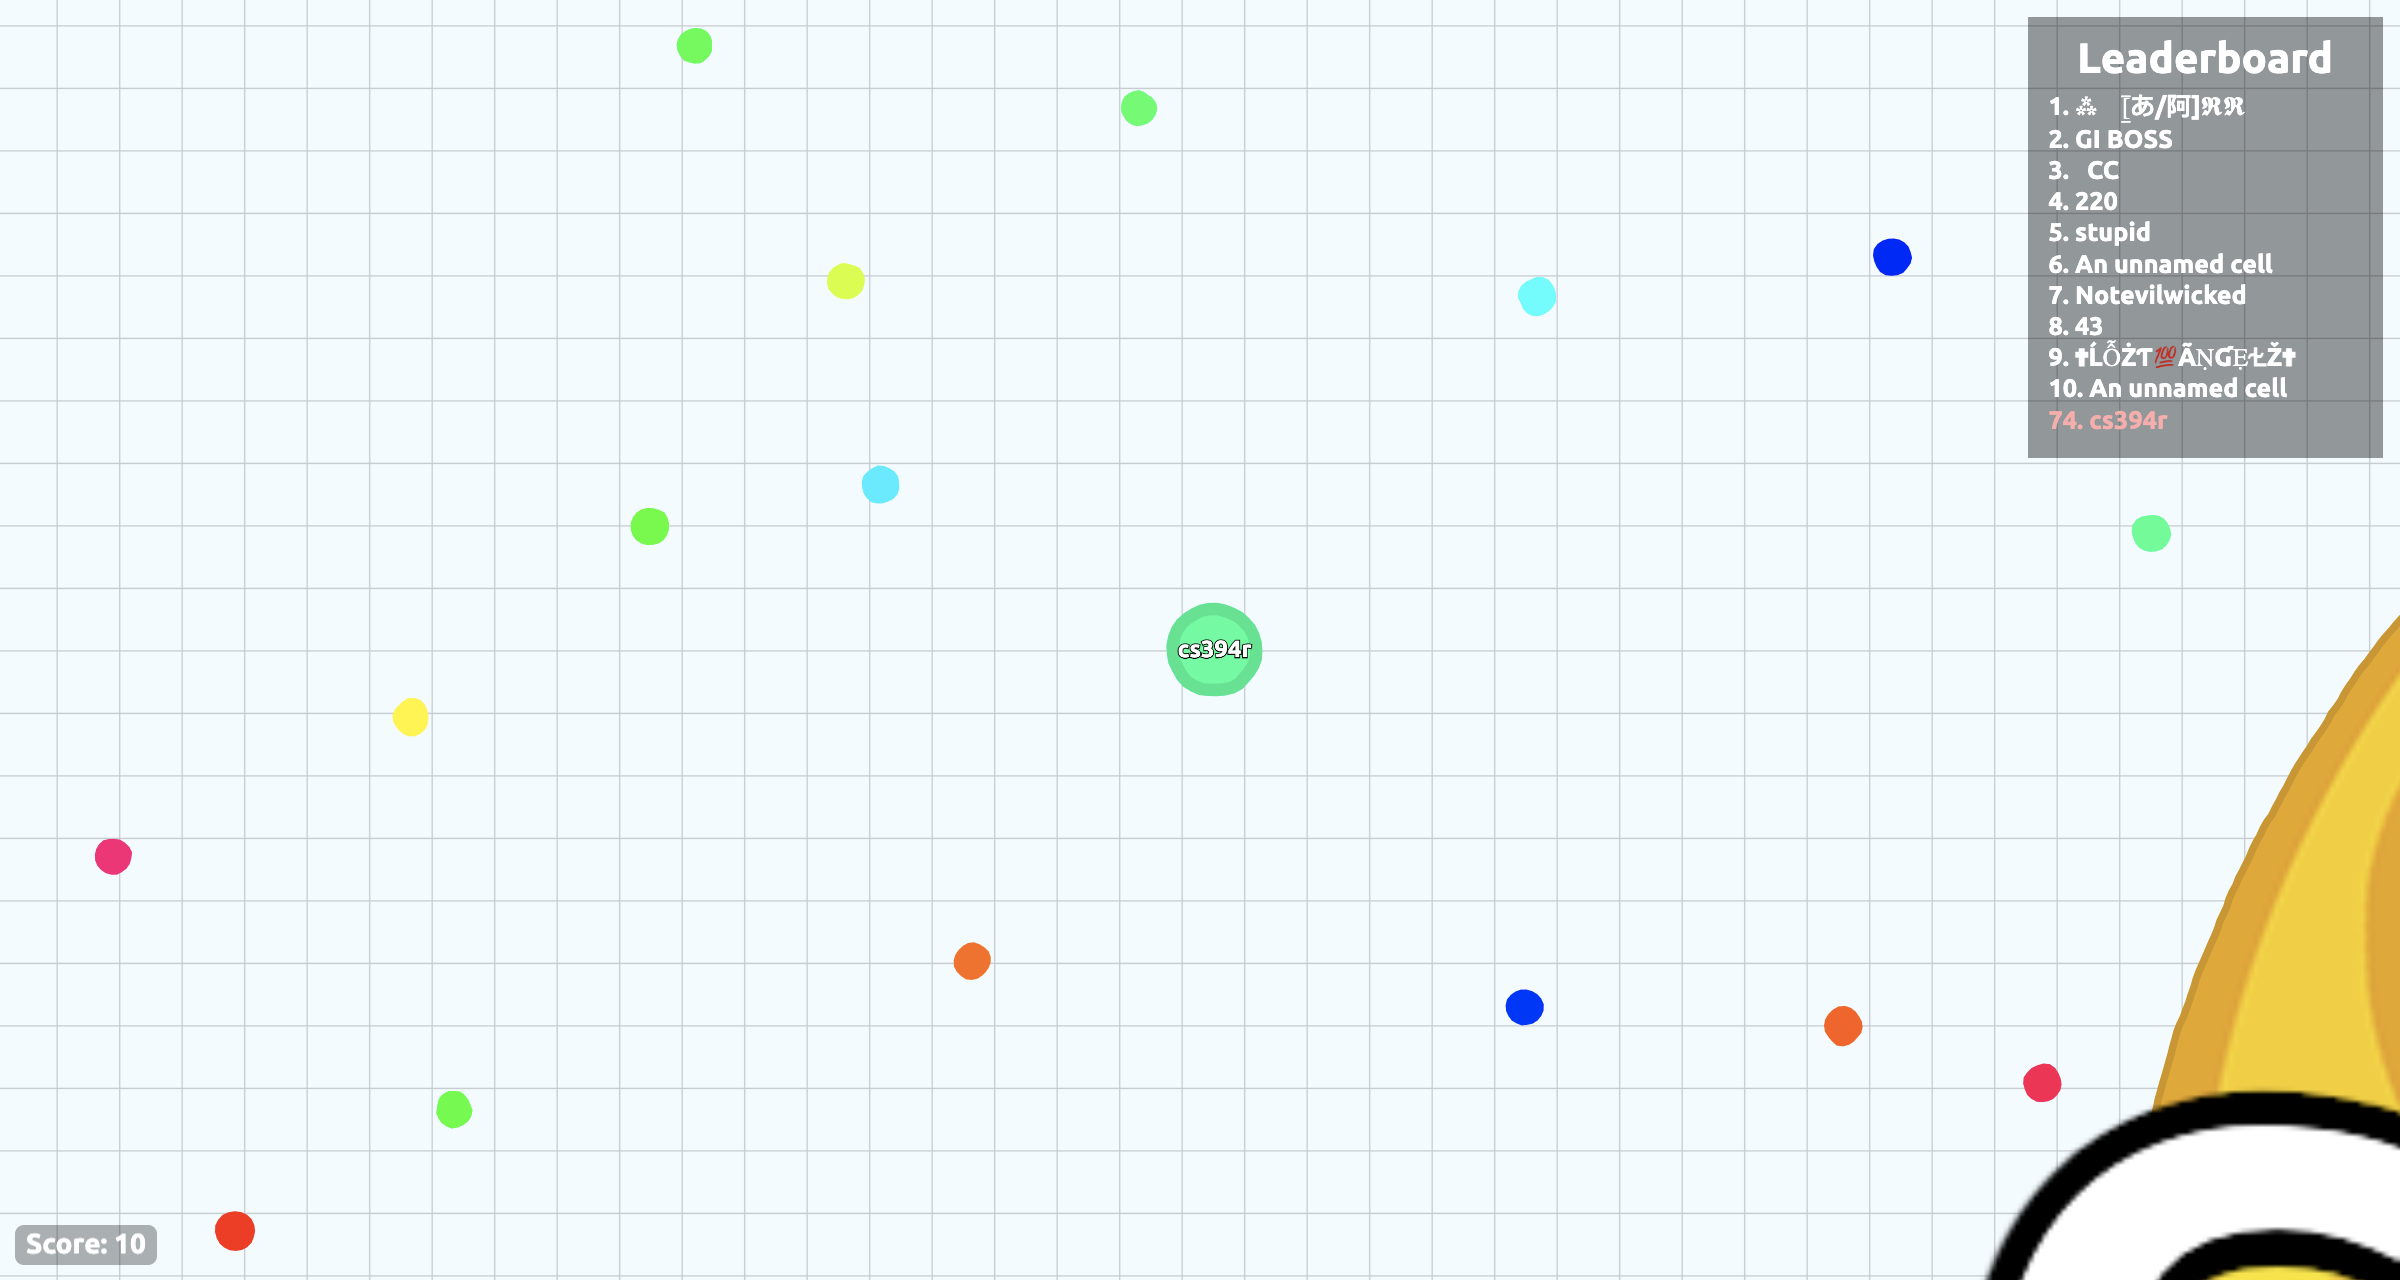 Leaderboard
1. ⁂ [あ/阿]ℜℜ
2. GI BOSS
3. CC
4. 220
5. stupid
6. An unnamed cell
7. Notevilwicked
8. 43
9. ✝ĹỖŻT💯ÃṆGẸȽŽ✝
10. An unnamed cell
74. cs394r
cs394r
Score: 10